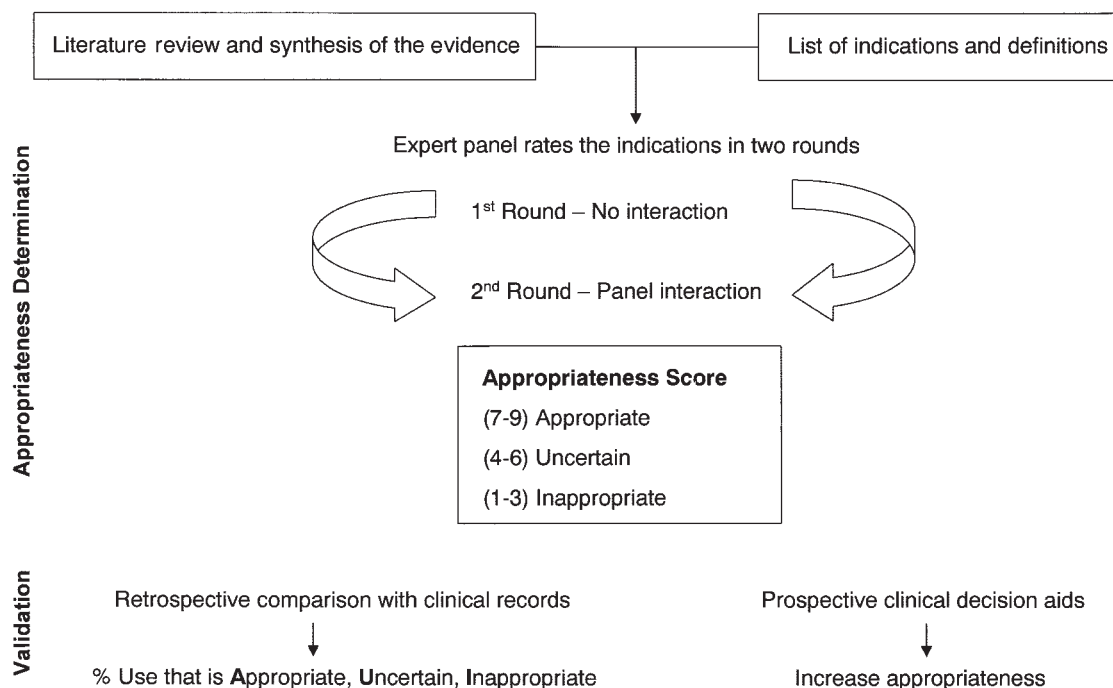 Literature review and synthesis of the evidence
List of indications and definitions
Appropriateness Determination
Expert panel rates the indications in two rounds
1st Round – No interaction
2nd Round – Panel interaction
Appropriateness Score
(7-9) Appropriate
(4-6) Uncertain
(1-3) Inappropriate
Validation
Retrospective comparison with clinical records
Prospective clinical decision aids
% Use that is Appropriate, Uncertain, Inappropriate
Increase appropriateness